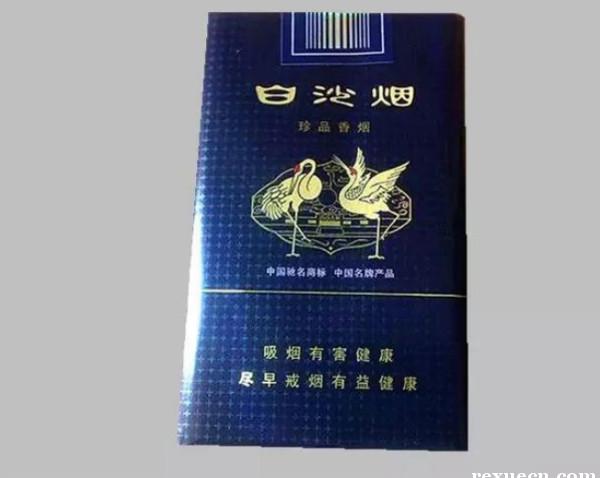 白沙烟
珍品香烟
中国驰名商标 中国名牌产品
吸烟有害健康
尽早戒烟有益健康
rexuecn.com